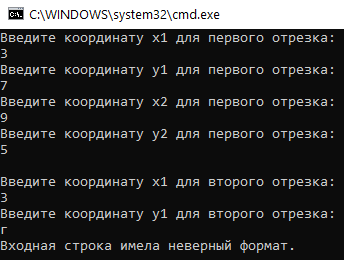 C:\WINDOWS\system32\cmd.exe
Введите координату x1 для первого отрезка:
3
Введите координату y1 для первого отрезка:
7
Введите координату x2 для первого отрезка:
9
Введите координату y2 для первого отрезка:
5
Введите координату x1 для второго отрезка:
3
Введите координату y1 для второго отрезка:
г
Входная строка имела неверный формат.